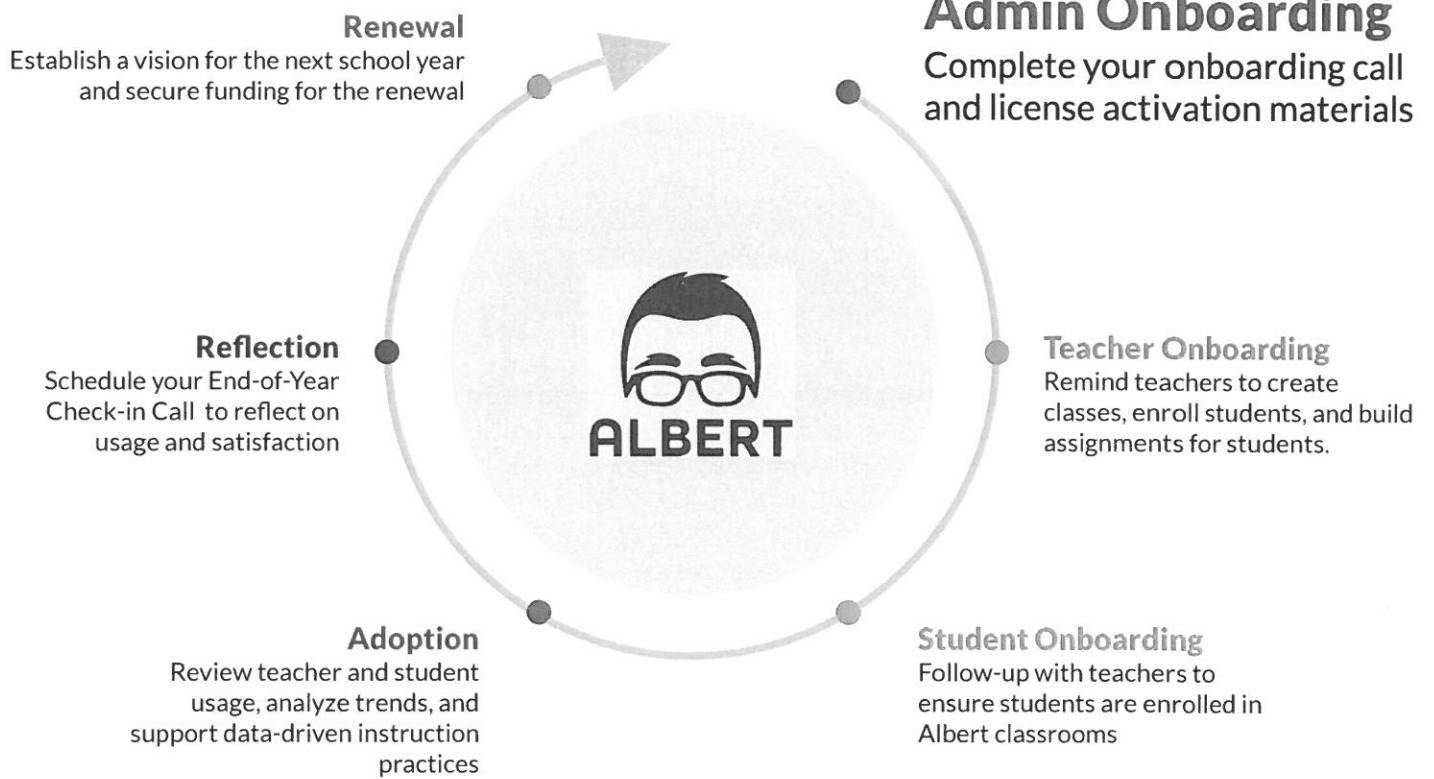 Admin Onboarding
Complete your onboarding call
and license activation materials
Teacher Onboarding
Remind teachers to create
classes, enroll students, and build
assignments for students.
Student Onboarding
Follow-up with teachers to
ensure students are enrolled in
Albert classrooms
Adoption
Review teacher and student
usage, analyze trends, and
support data-driven instruction
practices
Reflection
Schedule your End-of-Year
Check-in Call to reflect on
usage and satisfaction
Renewal
Establish a vision for the next school year
and secure funding for the renewal
ALBERT